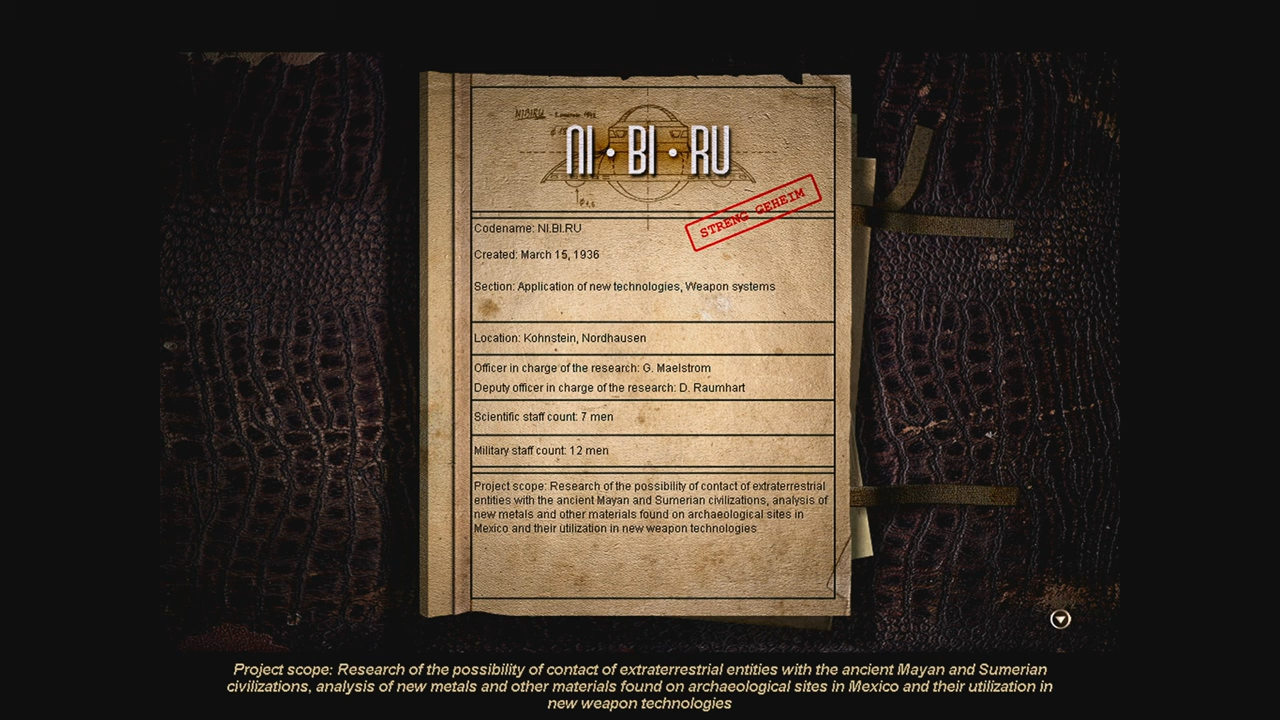 NIBIRU
NI•BI•RU
STRENG GEHEIM
Codename: NI.BI.RU
Created: March 15, 1936
Section: Application of new technologies, Weapon systems
Location: Kohnstein, Nordhausen
Officer in charge of the research: G. Maelstrom
Deputy officer in charge of the research: D. Raumhart
Scientific staff count: 7 men
Military staff count: 12 men
Project scope: Research of the possibility of contact of extraterrestrial
entities with the ancient Mayan and Sumerian civilizations, analysis of
new metals and other materials found on archaeological sites in
Mexico and their utilization in new weapon technologies
Project scope: Research of the possibility of contact of extraterrestrial entities with the ancient Mayan and Sumerian
civilizations, analysis of new metals and other materials found on archaeological sites in Mexico and their utilization in
new weapon technologies